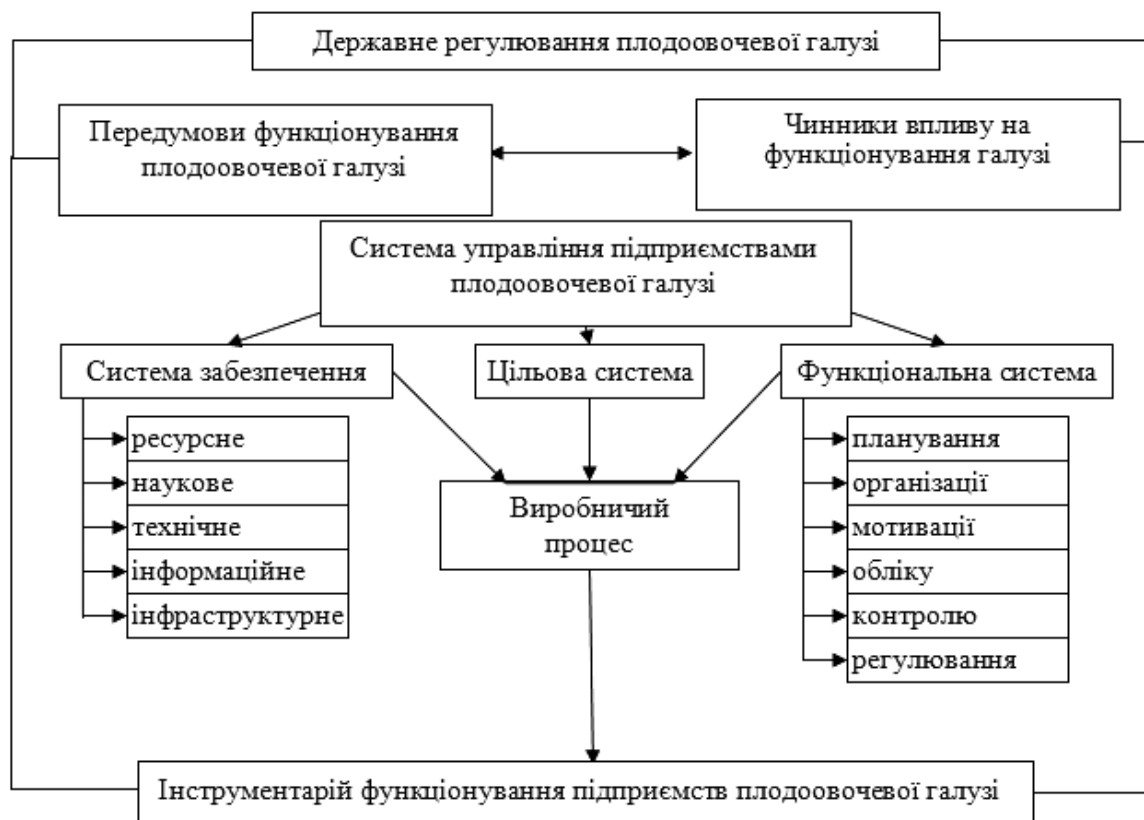 Державне регулювання плодоовочевої галузі
Передумови функціонування
плодоовочевої галузі
Чинники впливу на
функціонування галузі
Система управління підприємствами
плодоовочевої галузі
Система забезпечення
Цільова система
Функціональна система
ресурсне
наукове
технічне
інформаційне
інфраструктурне
Виробничий
процес
планування
організації
мотивації
обліку
контролю
регулювання
Інструментарій функціонування підприємств плодоовочевої галузі